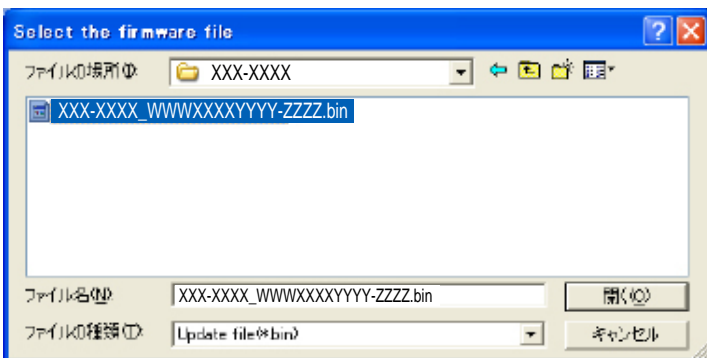 Select the firmware file
ファイルの場所(I): XXX-XXXX
XXX-XXXX_WWWXXXXYYYY-ZZZZ.bin
ファイル名(N): XXX-XXXX_WWWXXXXYYYY-ZZZZ.bin 開く(O)
ファイルの種類(T): Update file(*bin) キャンセル